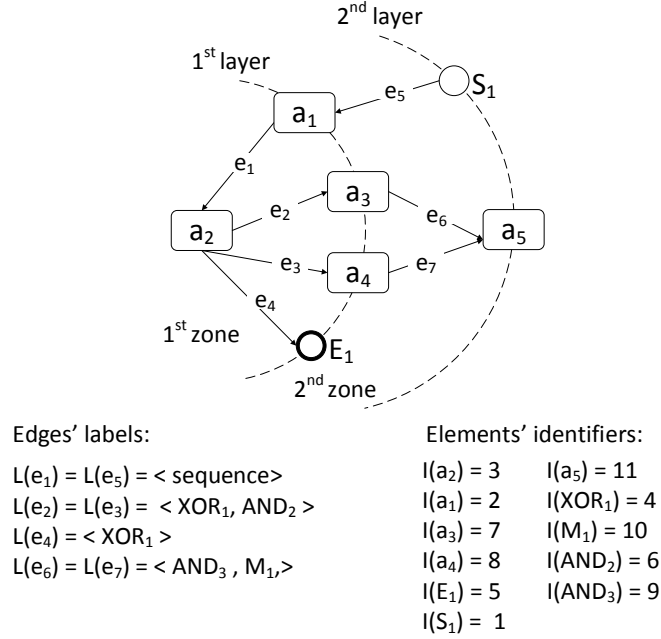 2nd layer
1st layer
S1
e5
a1
e1
a3
e2
e6
a2
a5
e3
e7
a4
e4
1st zone
E1
2nd zone
Edges’ labels:
L(e1) = L(e5) = < sequence>
L(e2) = L(e3) = < XOR1, AND2 >
L(e4) = < XOR1 >
L(e6) = L(e7) = < AND3 , M1,>
Elements’ identifiers:
I(a2) = 3 I(a5) = 11
I(a1) = 2 I(XOR1) = 4
I(a3) = 7 I(M1) = 10
I(a4) = 8 I(AND2) = 6
I(E1) = 5 I(AND3) = 9
I(S1) = 1